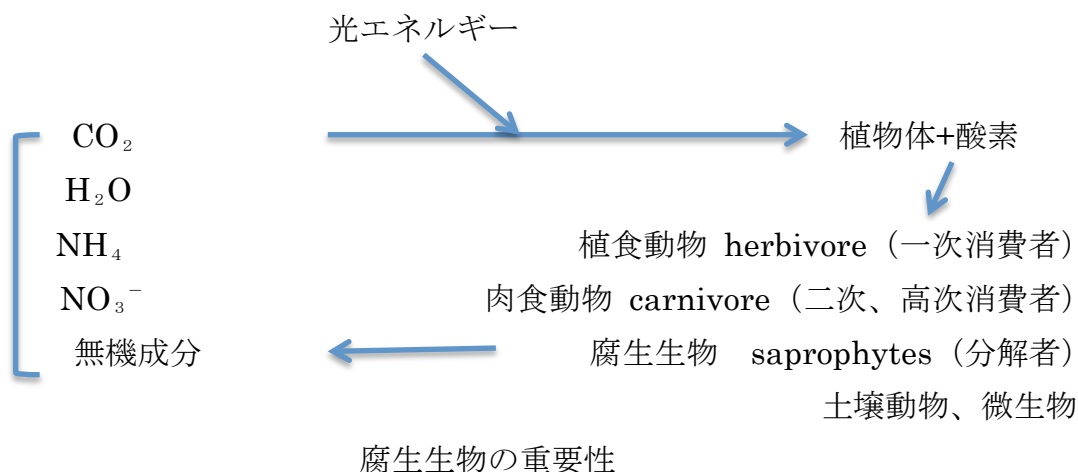 光エネルギー
CO₂ 植物体+酸素
H₂O
NH₄ 植食動物 herbivore（一次消費者）
NO₃⁻ 肉食動物 carnivore（二次、高次消費者）
無機成分 腐生生物　saprophytes（分解者）
土壌動物、微生物
腐生生物の重要性